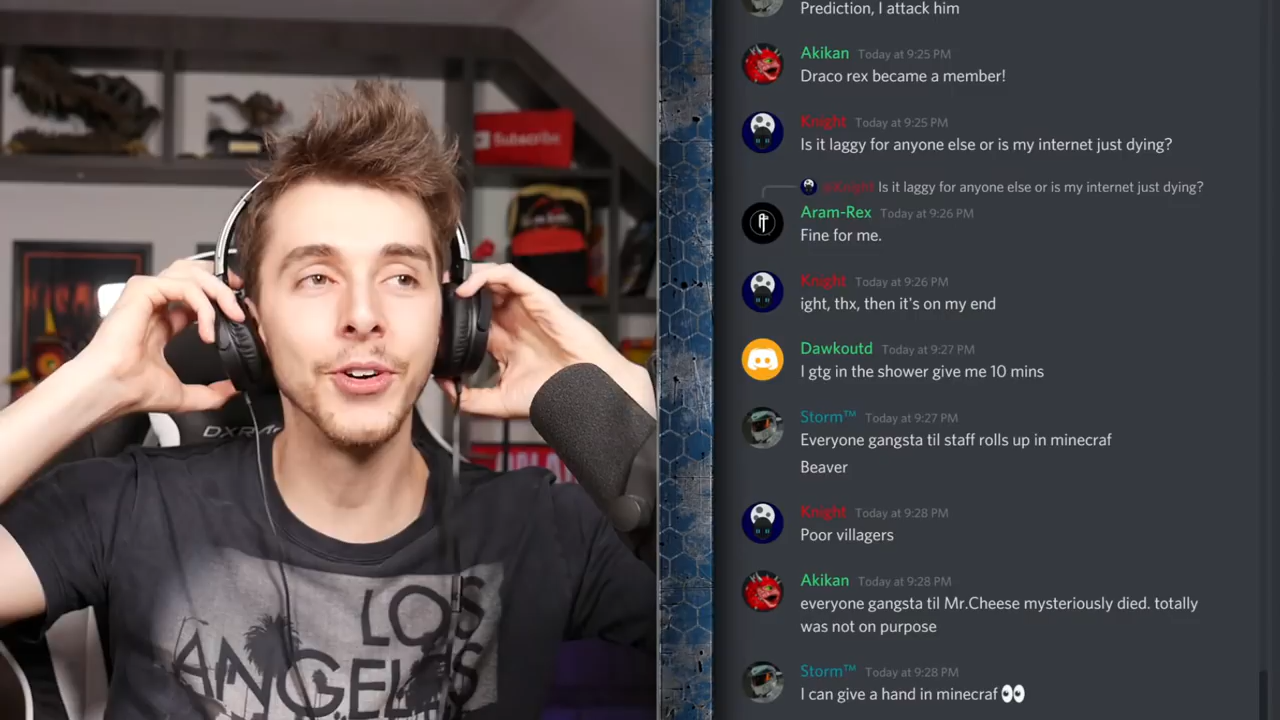 Subscribe
DXRA
LOS
ANGELES
Prediction, I attack him
Akikan Today at 9:25 PM
Draco rex became a member!
Knight Today at 9:25 PM
Is it laggy for anyone else or is my internet just dying?
@Knight Is it laggy for anyone else or is my internet just dying?
Aram-Rex Today at 9:26 PM
Fine for me.
Knight Today at 9:26 PM
ight, thx, then it's on my end
Dawkoutd Today at 9:27 PM
I gtg in the shower give me 10 mins
Storm™ Today at 9:27 PM
Everyone gangsta til staff rolls up in minecraf
Beaver
Knight Today at 9:28 PM
Poor villagers
Akikan Today at 9:28 PM
everyone gangsta til Mr.Cheese mysteriously died. totally
was not on purpose
Storm™ Today at 9:28 PM
I can give a hand in minecraf 👀